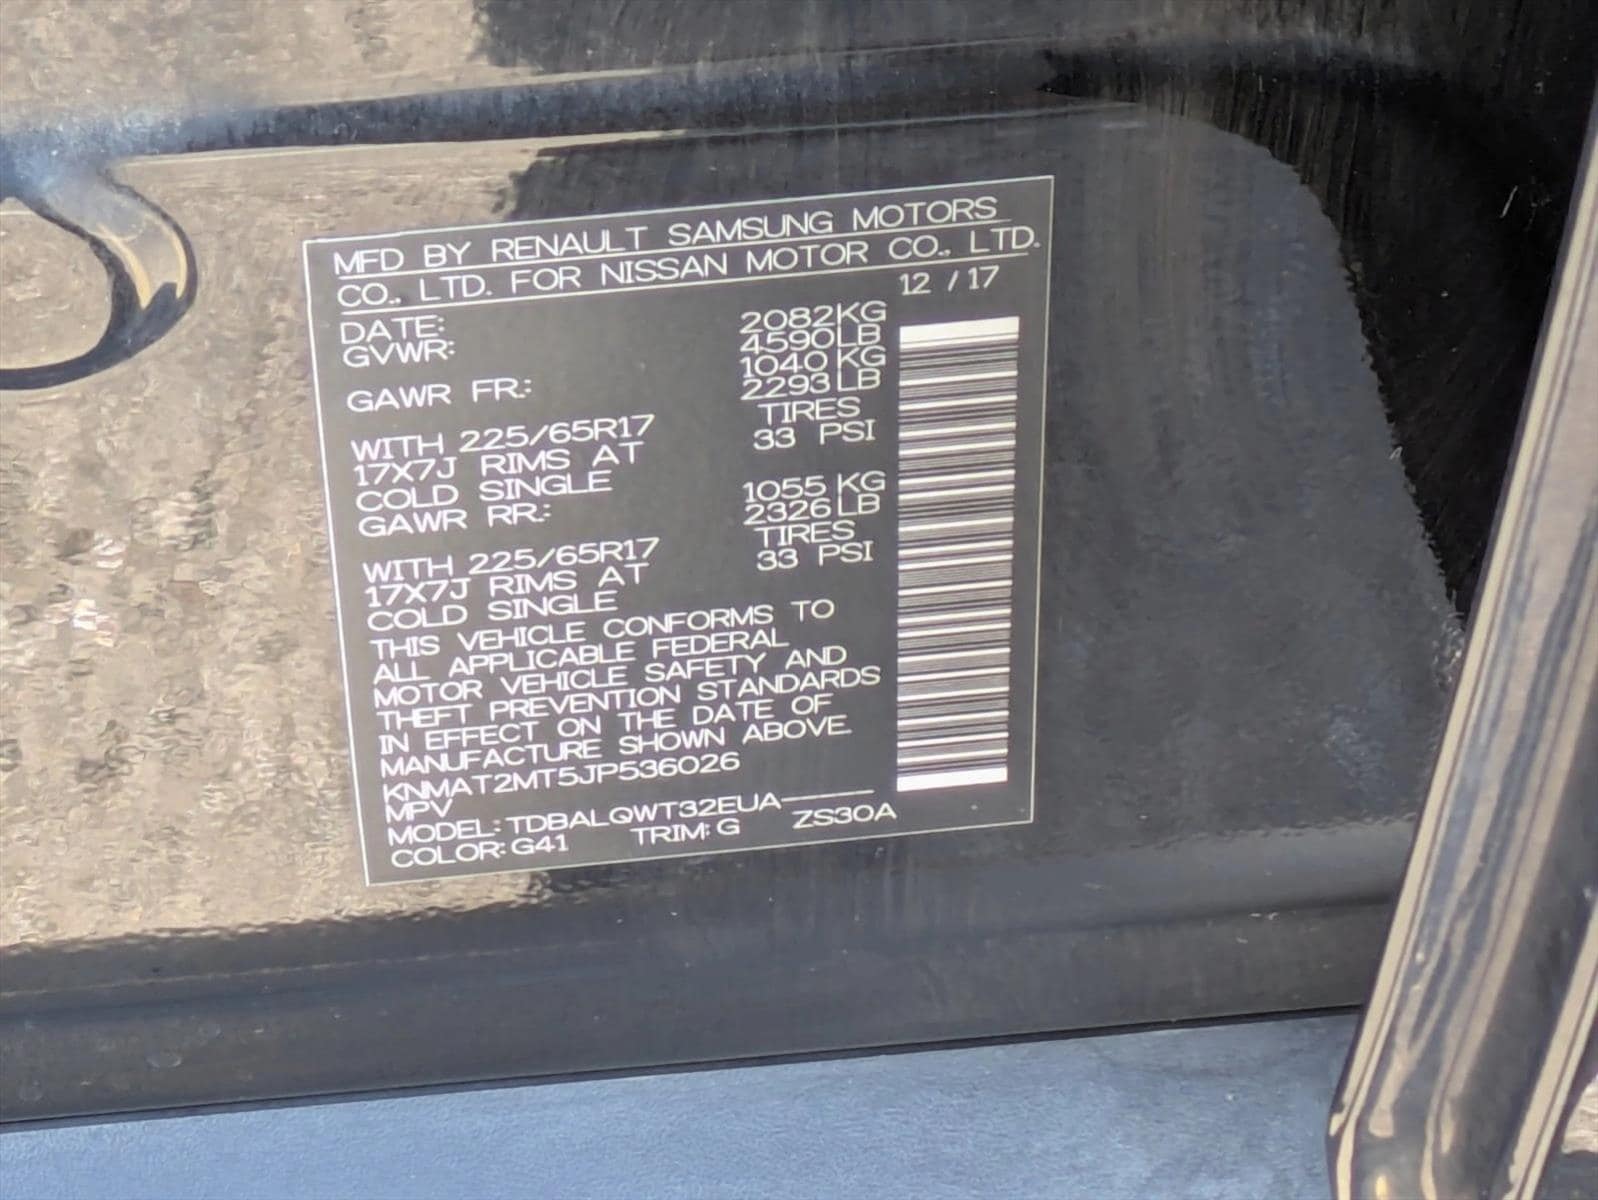 MFD BY RENAULT SAMSUNG MOTORS
CO., LTD. FOR NISSAN MOTOR CO., LTD.
DATE: 12 / 17
GVWR: 2082KG
4590LB
GAWR FR.: 1040 KG
2293LB
WITH 225/65R17 TIRES
17X7J RIMS AT 33 PSI
COLD SINGLE
GAWR RR.: 1055 KG
2326LB
WITH 225/65R17 TIRES
17X7J RIMS AT 33 PSI
COLD SINGLE
THIS VEHICLE CONFORMS TO
ALL APPLICABLE FEDERAL
MOTOR VEHICLE SAFETY AND
THEFT PREVENTION STANDARDS
IN EFFECT ON THE DATE OF
MANUFACTURE SHOWN ABOVE.
KNMAT2MT5JP536026
MPV
MODEL: TDBALQWT32EUA-----
COLOR: G41 TRIM: G ZS30A